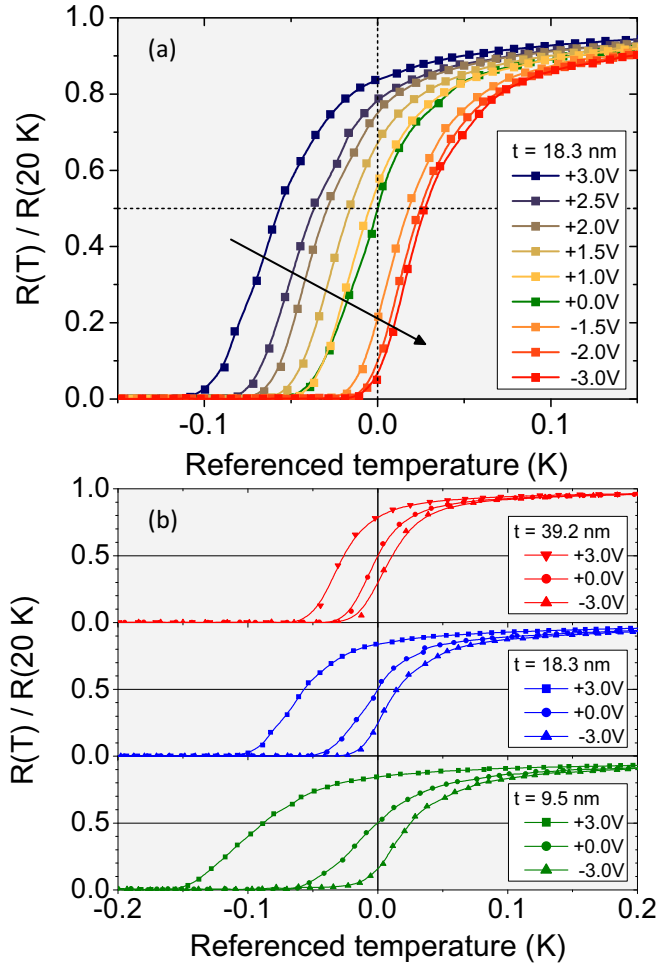 (a)
1.0
0.8
0.6
0.4
0.2
0.0
R(T) / R(20 K)
t = 18.3 nm
+3.0V
+2.5V
+2.0V
+1.5V
+1.0V
+0.0V
-1.5V
-2.0V
-3.0V
-0.1
0.0
0.1
Referenced temperature (K)
(b)
1.0
0.5
0.0
t = 39.2 nm
+3.0V
+0.0V
-3.0V
0.5
0.0
t = 18.3 nm
+3.0V
+0.0V
-3.0V
0.5
0.0
t = 9.5 nm
+3.0V
+0.0V
-3.0V
R(T) / R(20 K)
-0.2
-0.1
0.0
0.1
0.2
Referenced temperature (K)